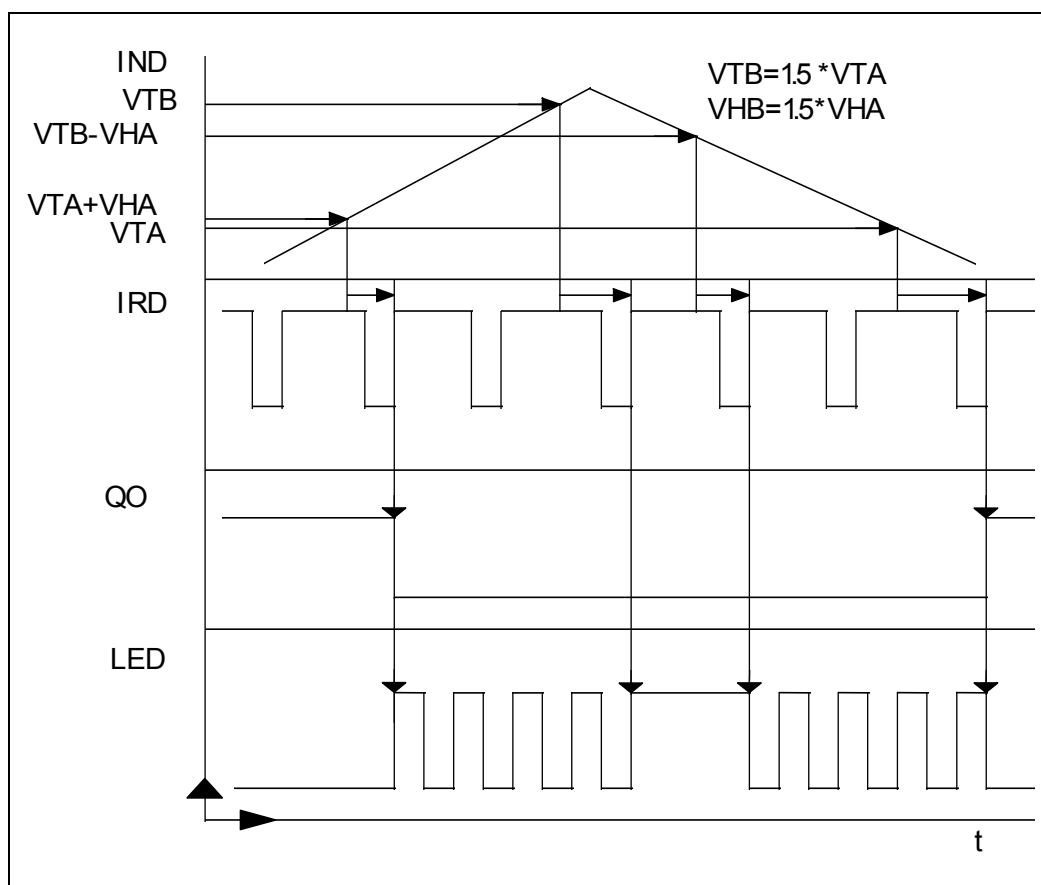 IND
VTB
VTB-VHA
VTA+VHA
VTA
VTB=1.5*VTA
VHB=1.5*VHA
IRD
QO
LED
t